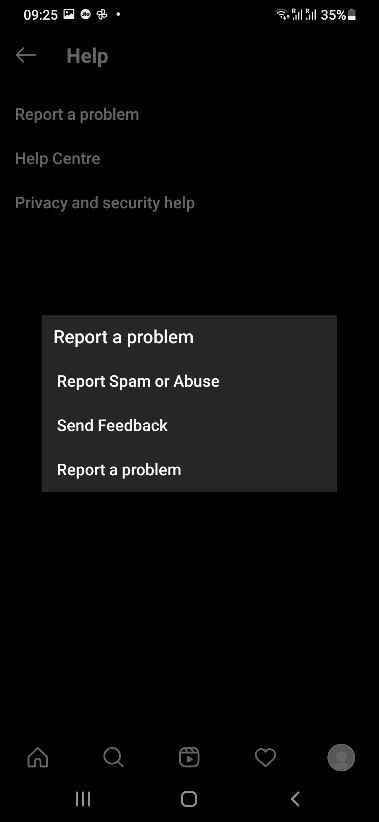 09:25 35%
Help
Report a problem
Help Centre
Privacy and security help
Report a problem
Report Spam or Abuse
Send Feedback
Report a problem